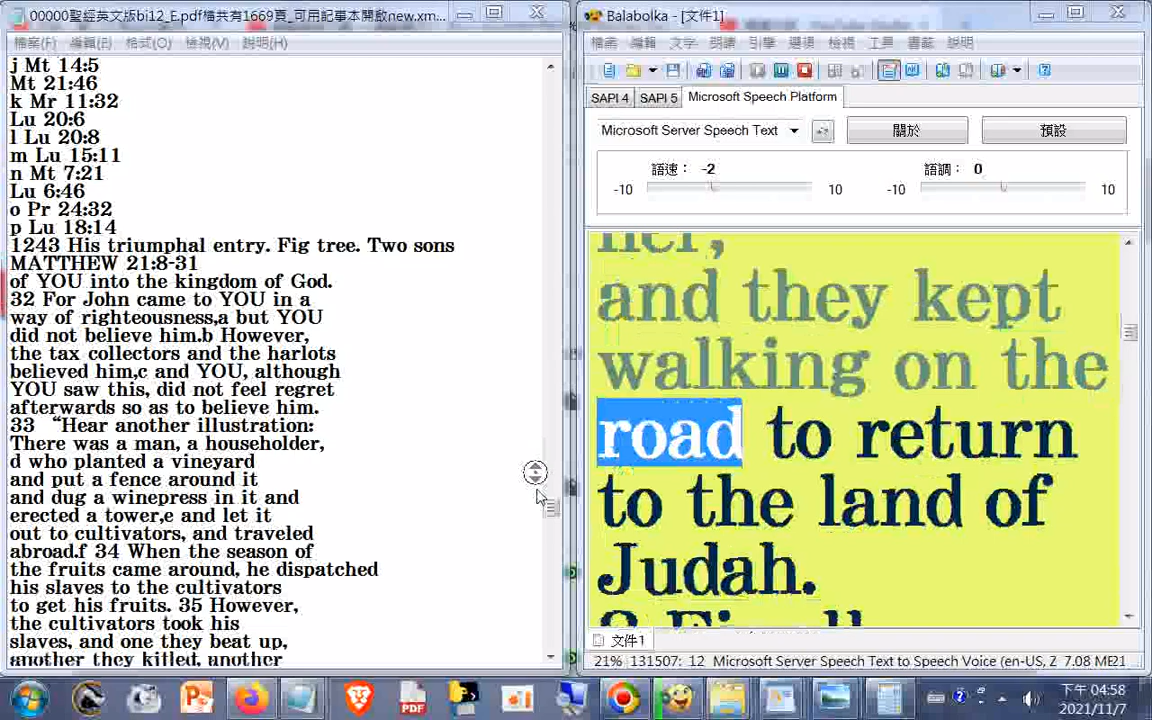 00000聖經英文版bi12_E.pdf檔共有1669頁_可用記事本開啟new.xm...
檔案(F) 編輯(E) 格式(O) 檢視(V) 說明(H)
j Mt 14:5
Mt 21:46
k Mr 11:32
Lu 20:6
l Lu 20:8
m Lu 15:11
n Mt 7:21
Lu 6:46
o Pr 24:32
p Lu 18:14
1243 His triumphal entry. Fig tree. Two sons
MATTHEW 21:8-31
of YOU into the kingdom of God.
32 For John came to YOU in a
way of righteousness,a but YOU
did not believe him.b However,
the tax collectors and the harlots
believed him,c and YOU, although
YOU saw this, did not feel regret
afterwards so as to believe him.
33 “Hear another illustration:
There was a man, a householder,
d who planted a vineyard
and put a fence around it
and dug a winepress in it and
erected a tower,e and let it
out to cultivators, and traveled
abroad.f 34 When the season of
the fruits came around, he dispatched
his slaves to the cultivators
to get his fruits. 35 However,
the cultivators took his
slaves, and one they beat up,
another they killed, another
Balabolka - [文件1]
檔案 編輯 文字 朗讀 引擎 選項 檢視 工具 書籤 說明
SAPI 4 SAPI 5 Microsoft Speech Platform
Microsoft Server Speech Text 關於 預設
語速： -2 語調： 0
-10 10 -10 10
her,
and they kept
walking on the
road to return
to the land of
Judah.
文件1
21% 131507: 12 Microsoft Server Speech Text to Speech Voice (en-US, Z 7.08 ME21
PDF
下午 04:58
2021/11/7